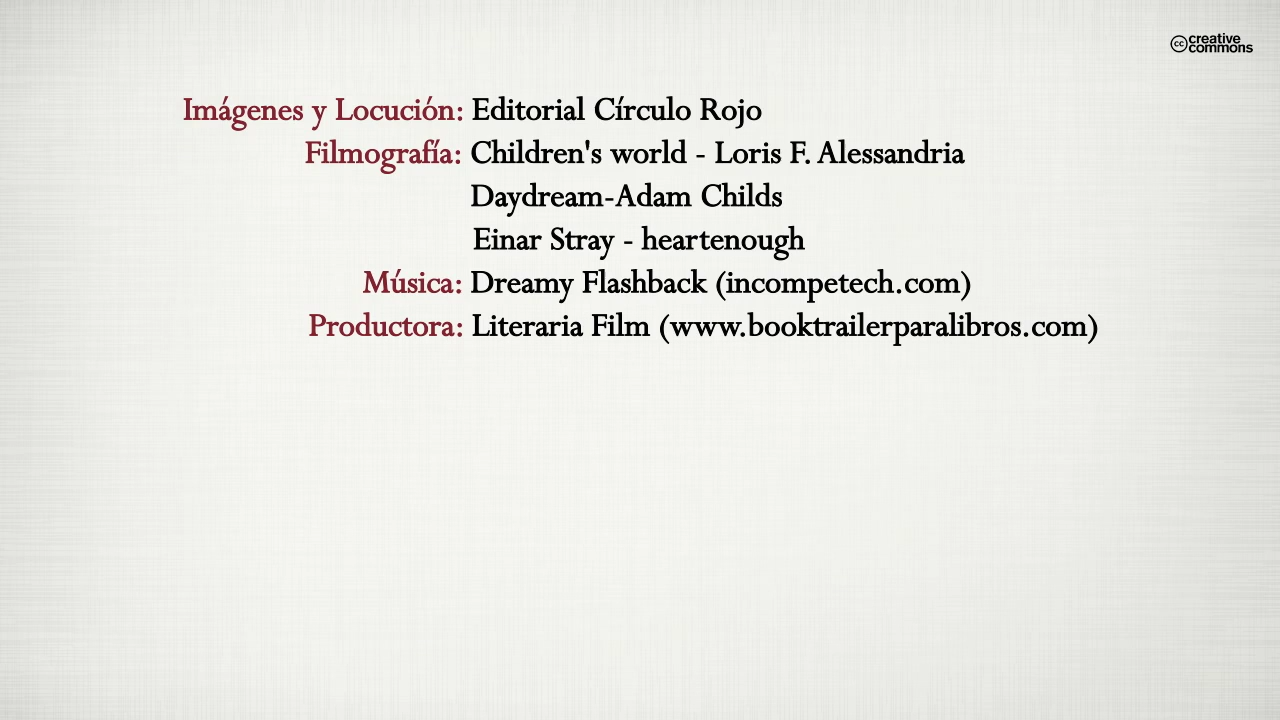 cc creative
commons
Imágenes y Locución: Editorial Círculo Rojo
Filmografía: Children's world - Loris F. Alessandria
Daydream-Adam Childs
Einar Stray - heartenough
Música: Dreamy Flashback (incompetech.com)
Productora: Literaria Film (www.booktrailerparalibros.com)